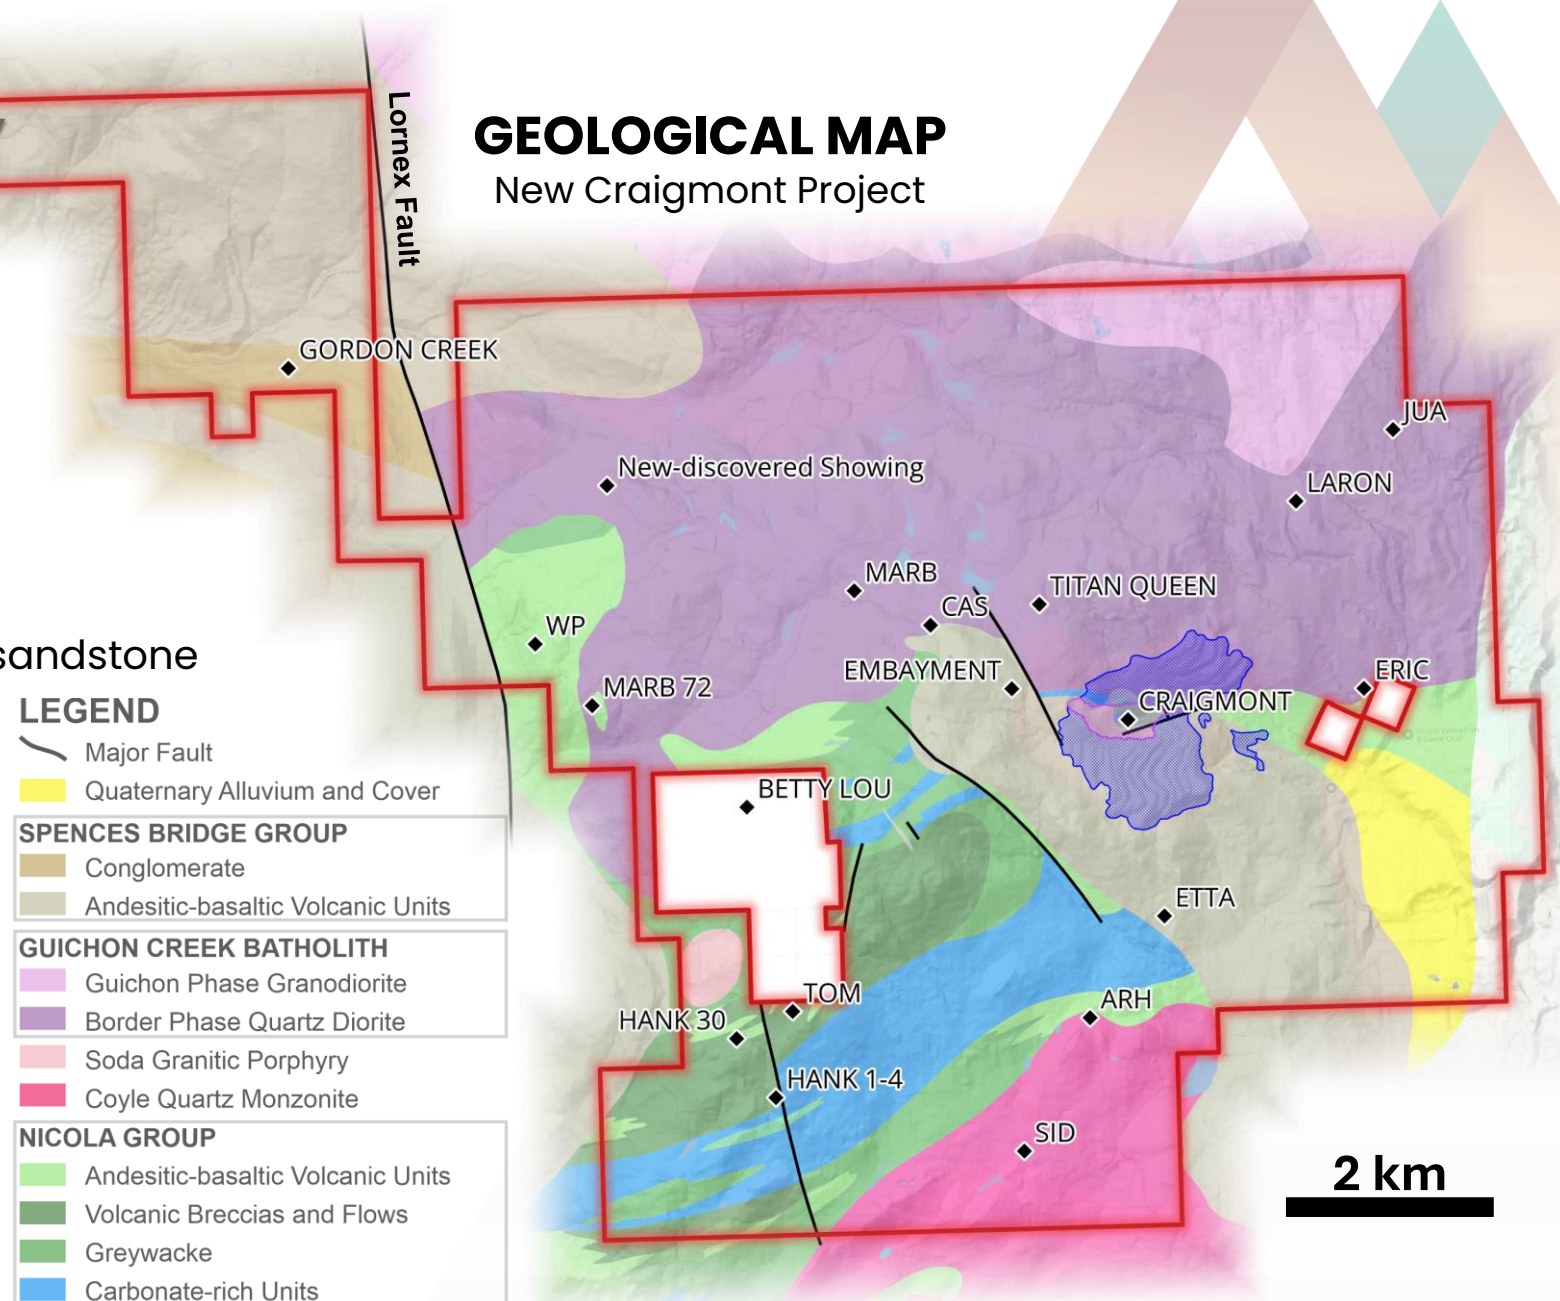 Lornex Fault
GEOLOGICAL MAP
New Craigmont Project
GORDON CREEK
JUA
New-discovered Showing
LARON
MARB
TITAN QUEEN
CAS
WP
EMBAYMENT
ERIC
MARB 72
CRAIGMONT
BETTY LOU
ETTA
TOM
ARH
HANK 30
HANK 1-4
SID
2 km
sandstone
LEGEND
Major Fault
Quaternary Alluvium and Cover
SPENCES BRIDGE GROUP
Conglomerate
Andesitic-basaltic Volcanic Units
GUICHON CREEK BATHOLITH
Guichon Phase Granodiorite
Border Phase Quartz Diorite
Soda Granitic Porphyry
Coyle Quartz Monzonite
NICOLA GROUP
Andesitic-basaltic Volcanic Units
Volcanic Breccias and Flows
Greywacke
Carbonate-rich Units